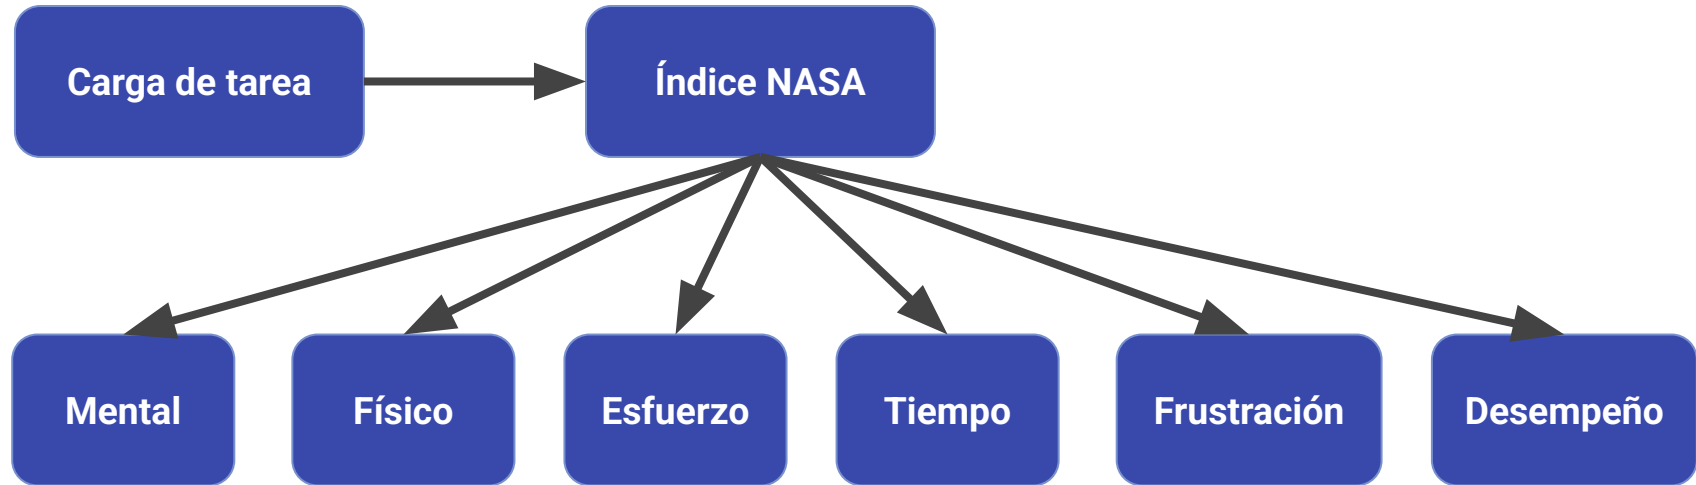 Carga de tarea
Índice NASA
Mental
Físico
Esfuerzo
Tiempo
Frustración
Desempeño